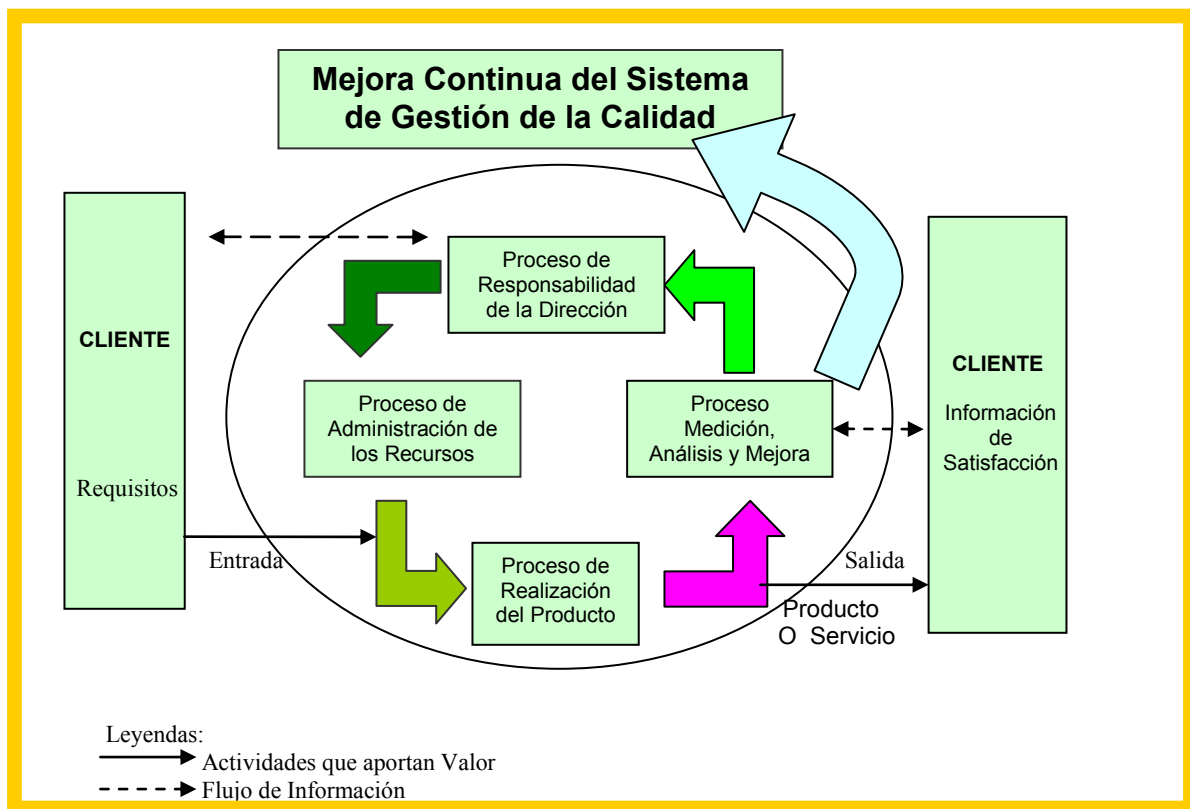 Mejora Continua del Sistema
de Gestión de la Calidad
CLIENTE
Requisitos
Entrada
Proceso de
Responsabilidad
de la Dirección
Proceso de
Administración de
los Recursos
Proceso
Medición,
Análisis y Mejora
Proceso de
Realización
del Producto
Salida
Producto
O Servicio
CLIENTE
Información
de
Satisfacción
Leyendas:
Actividades que aportan Valor
Flujo de Información